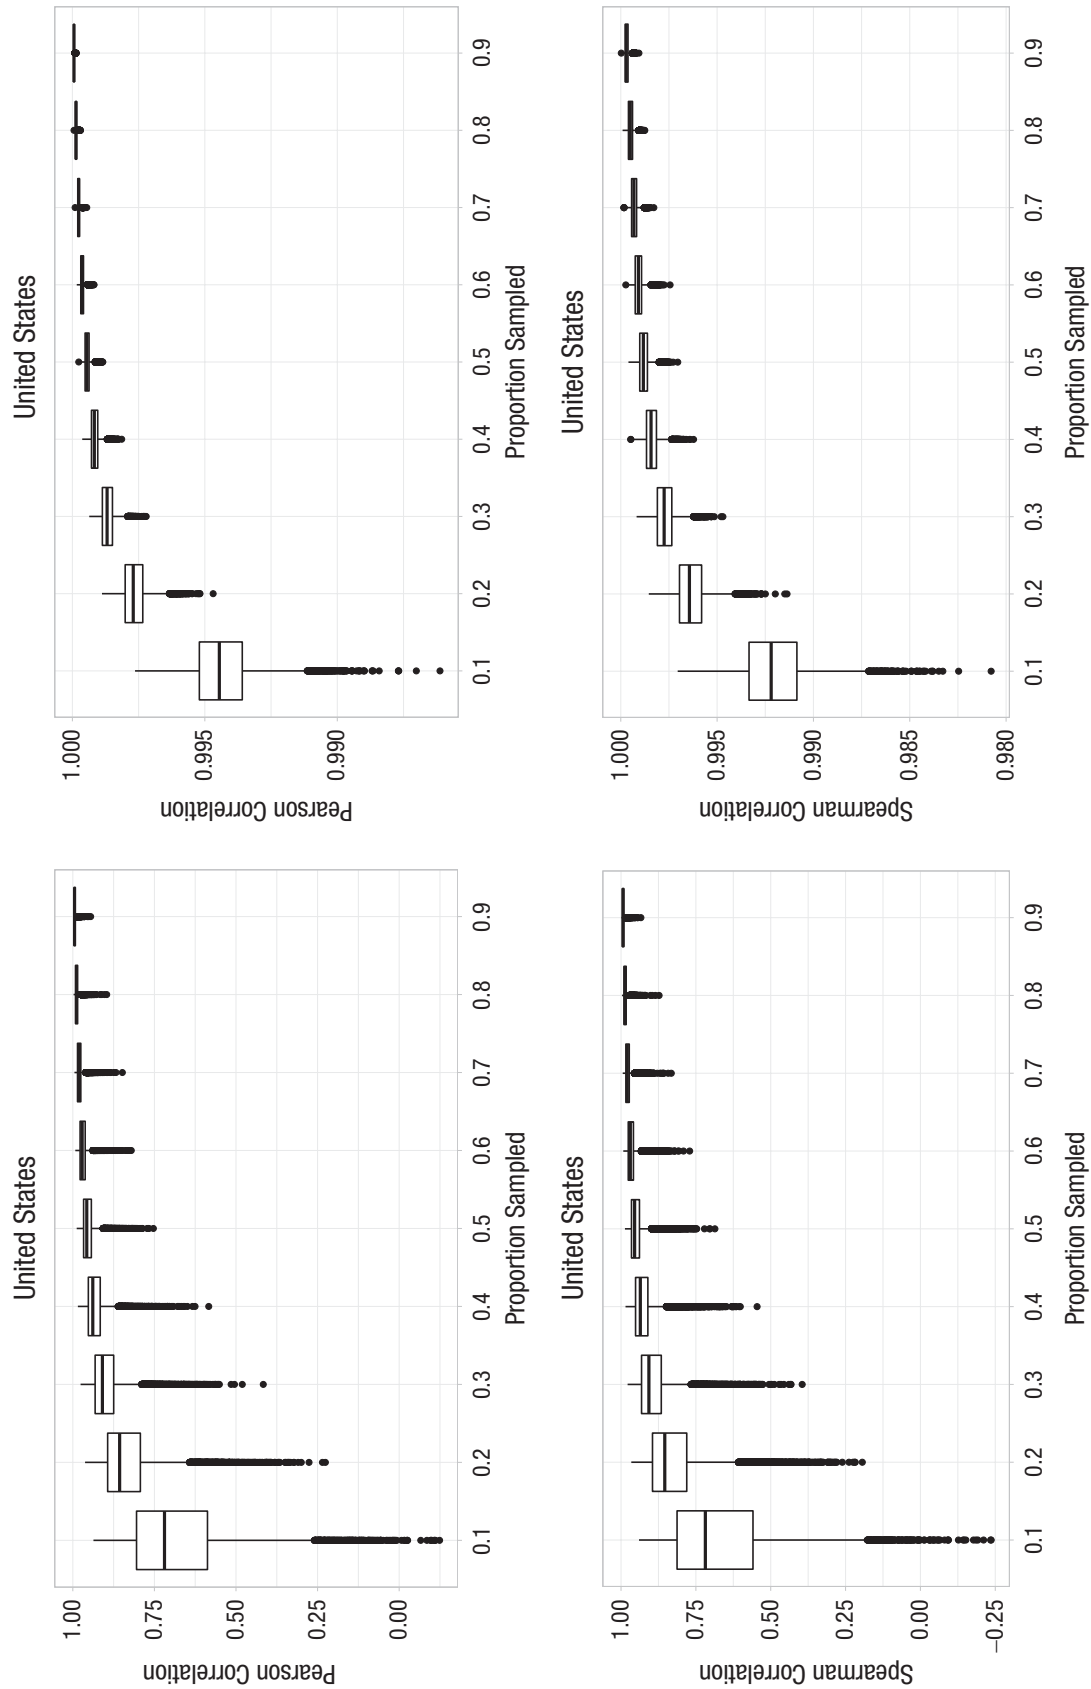 United States
Pearson Correlation
1.00
0.75
0.50
0.25
0.00
0.1 0.2 0.3 0.4 0.5 0.6 0.7 0.8 0.9
Proportion Sampled
United States
Pearson Correlation
1.000
0.995
0.990
0.1 0.2 0.3 0.4 0.5 0.6 0.7 0.8 0.9
Proportion Sampled
United States
Spearman Correlation
1.00
0.75
0.50
0.25
0.00
−0.25
0.1 0.2 0.3 0.4 0.5 0.6 0.7 0.8 0.9
Proportion Sampled
United States
Spearman Correlation
1.000
0.995
0.990
0.985
0.980
0.1 0.2 0.3 0.4 0.5 0.6 0.7 0.8 0.9
Proportion Sampled